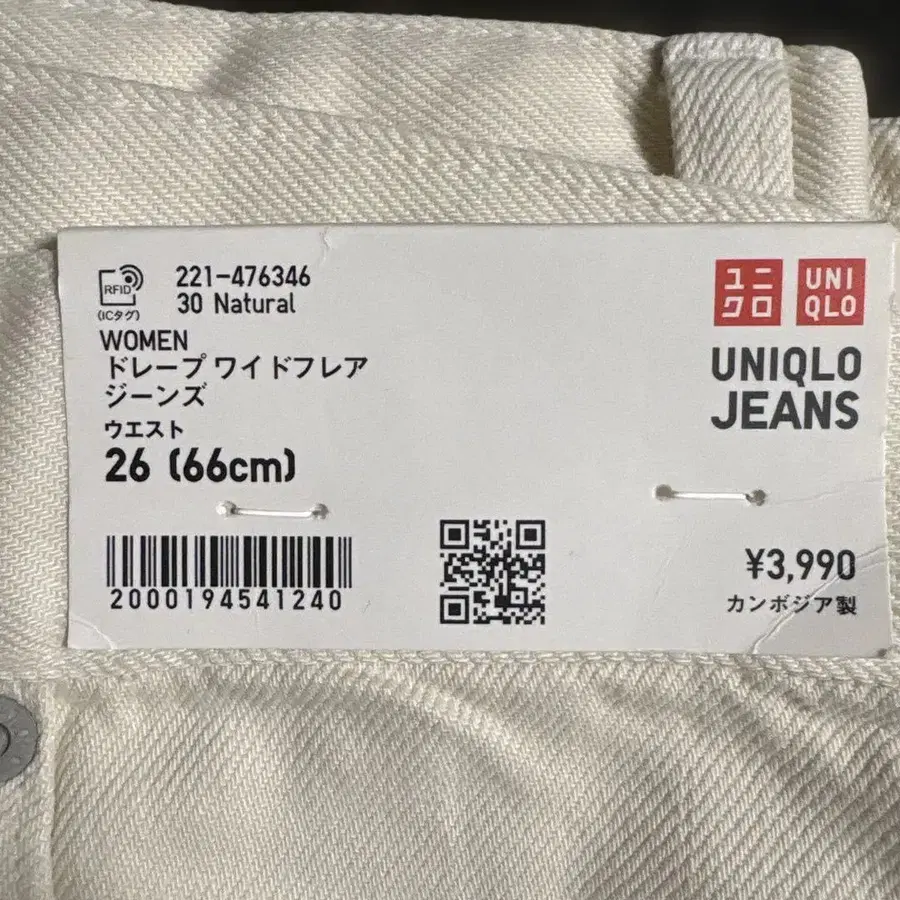 RFID
(ICタグ)
221-476346
30 Natural
WOMEN
ドレープ ワイドフレア
ジーンズ
ウエスト
26 (66cm)
2000194541240
ユニ
クロ
UNI
QLO
UNIQLO
JEANS
¥3,990
カンボジア製